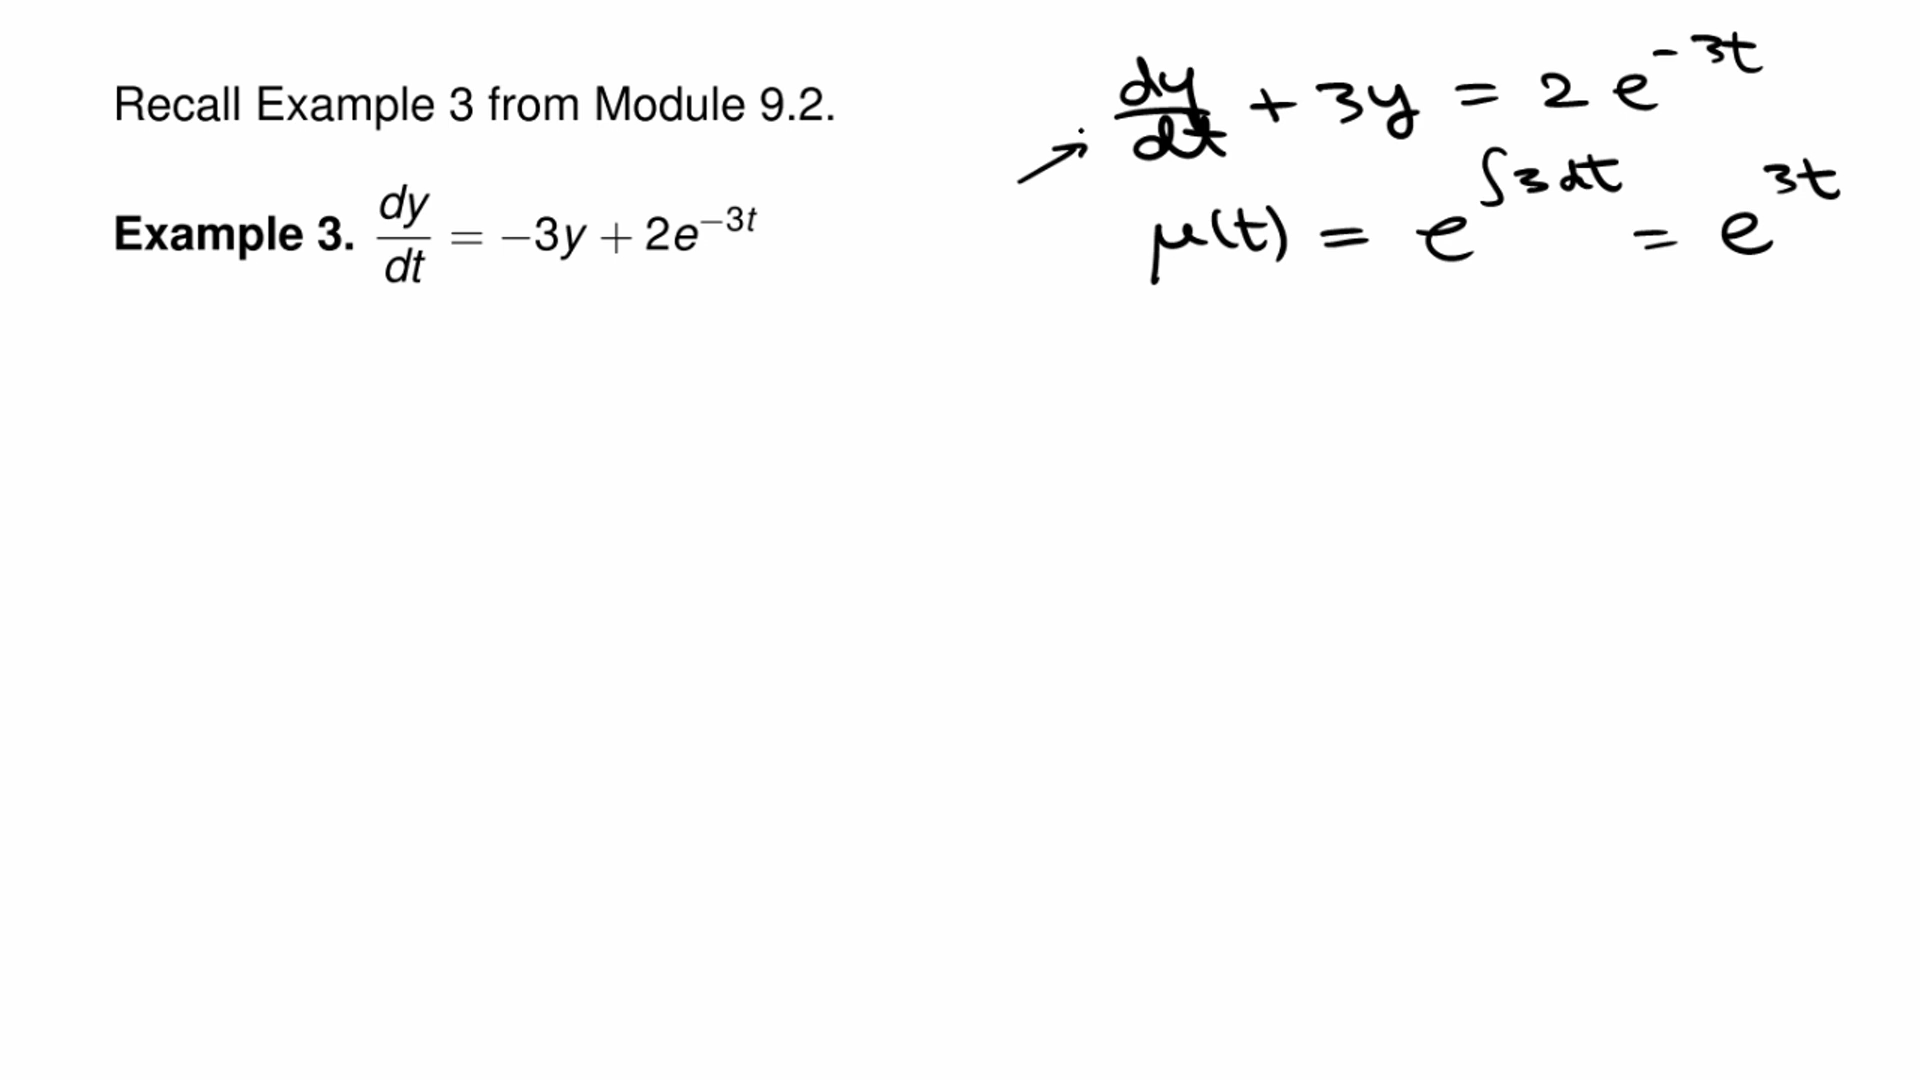 Recall Example 3 from Module 9.2.
Example 3. dy/dt = −3y + 2e^{−3t}
dy/dt + 3y = 2e^{-3t}
μ(t) = e^{∫3dt} = e^{3t}